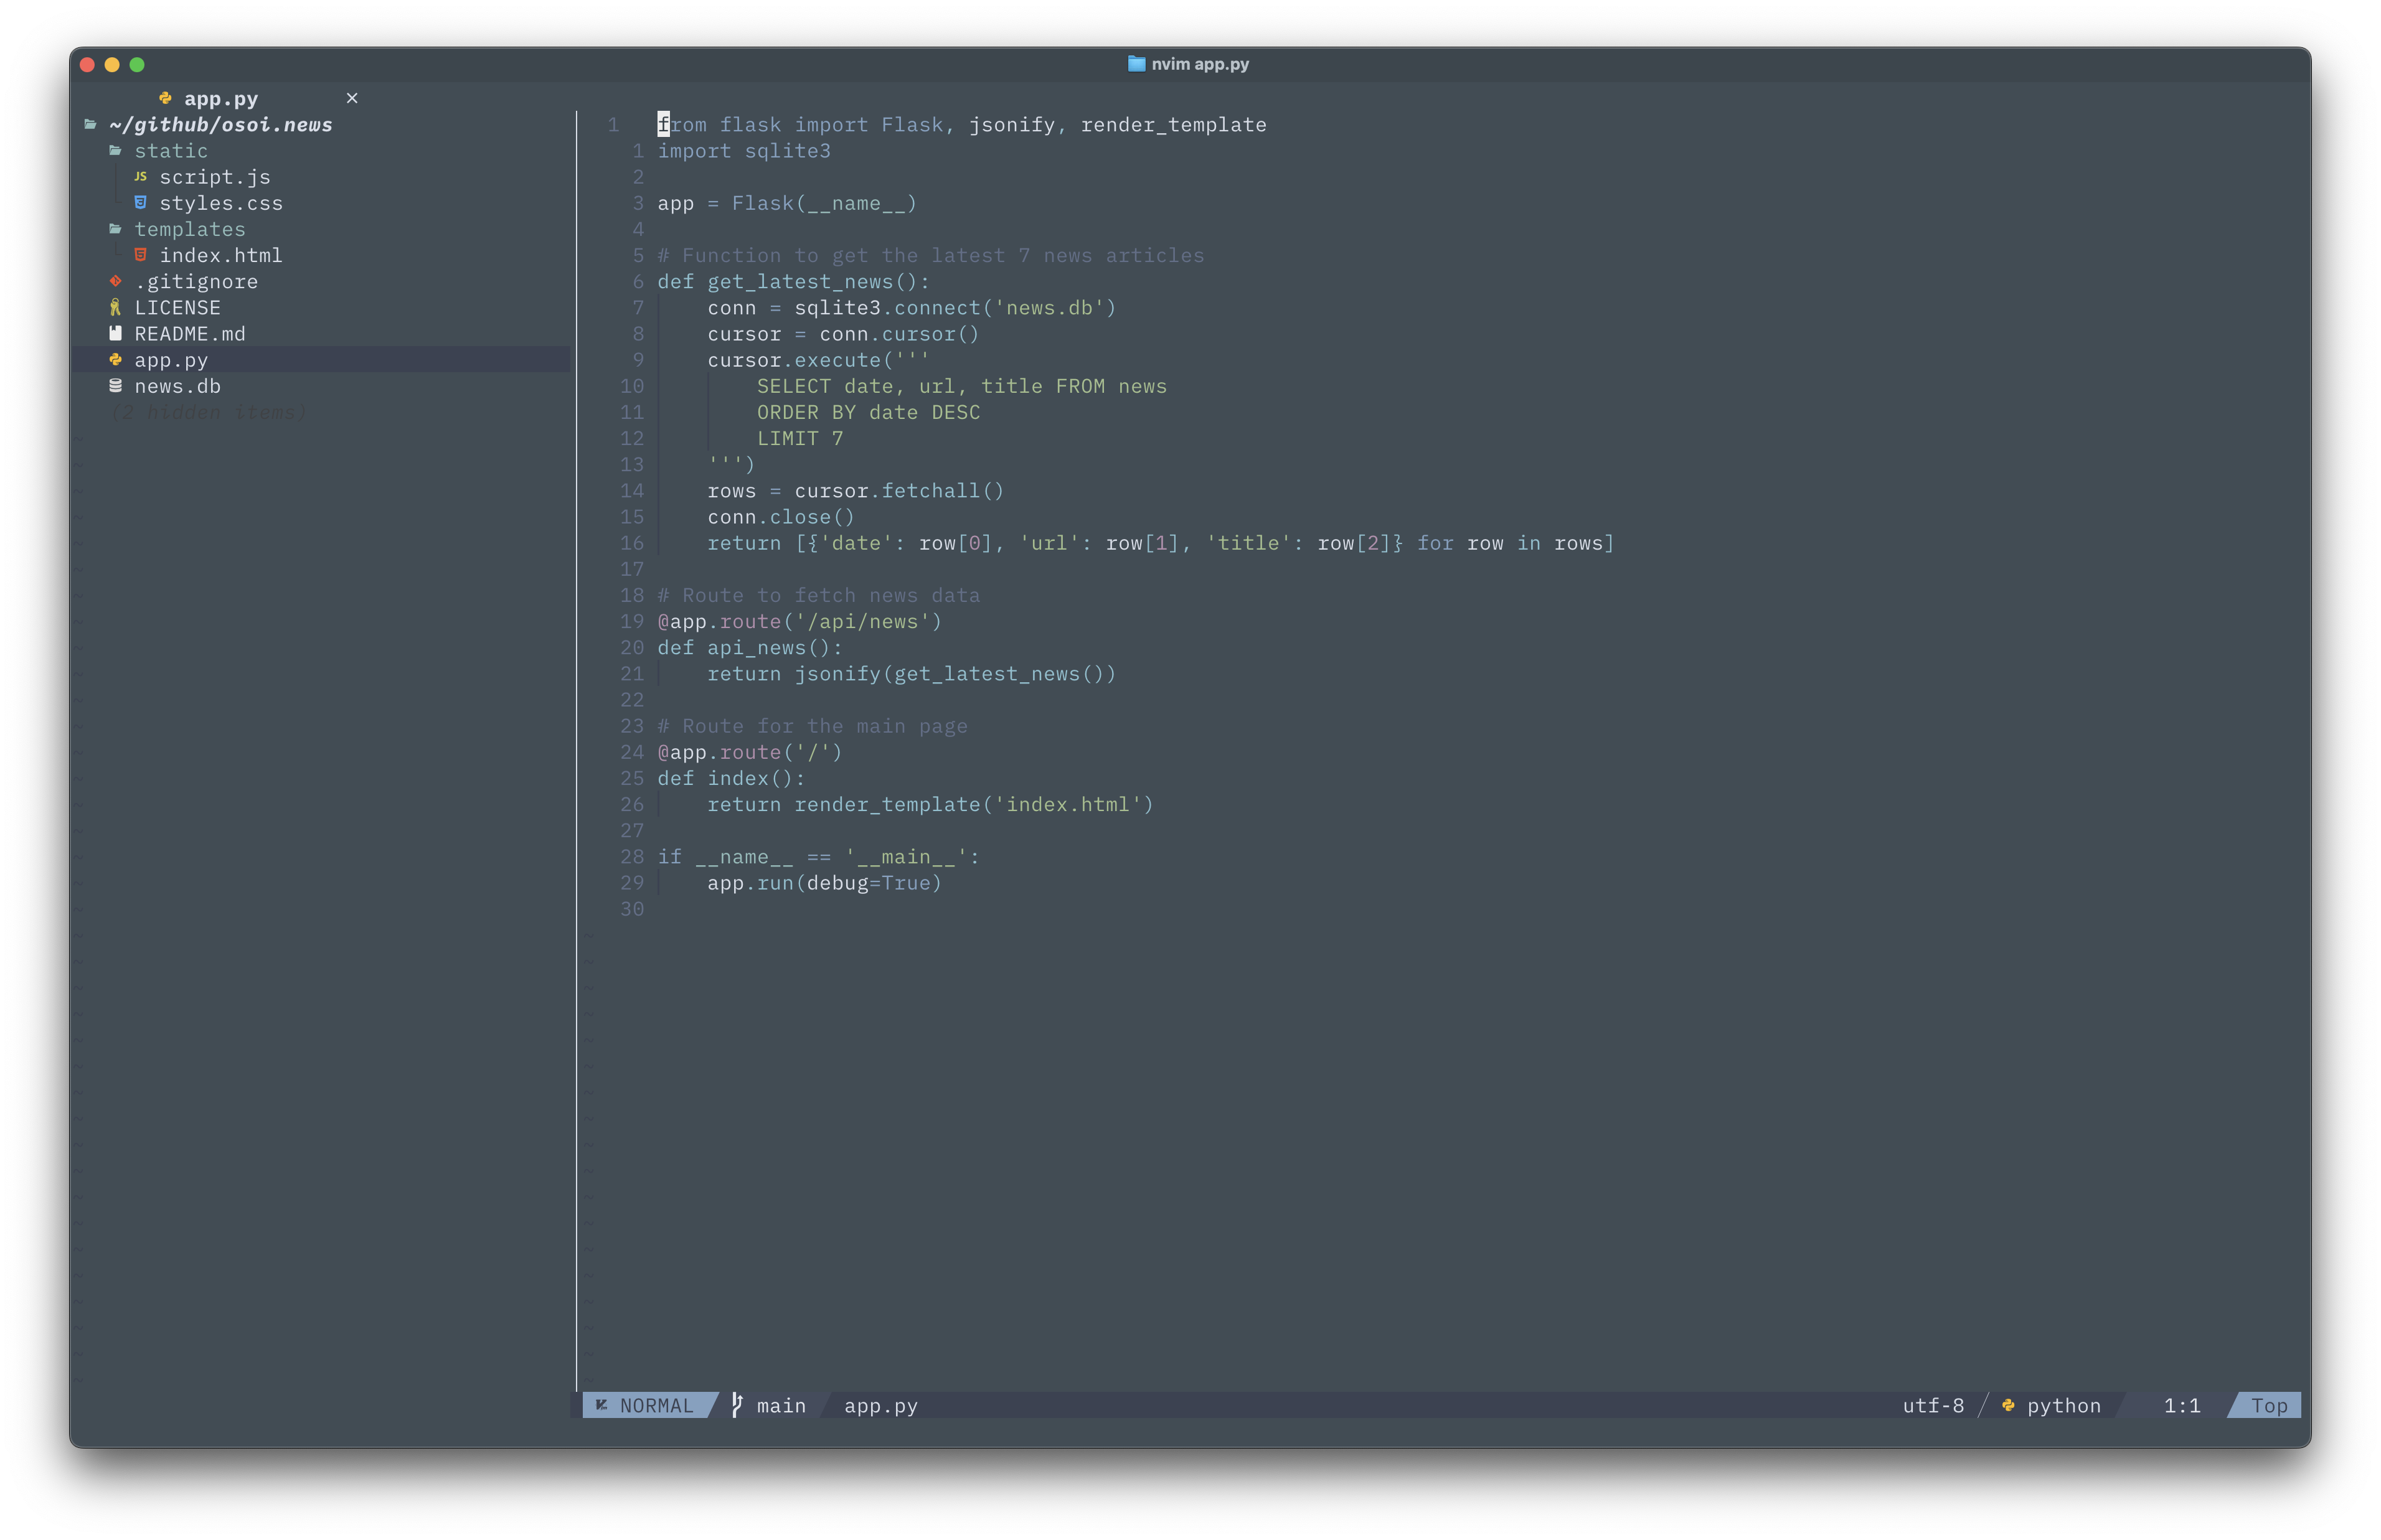 nvim app.py
app.py ×
~/github/osoi.news
static
JS script.js
styles.css
templates
index.html
.gitignore
LICENSE
README.md
app.py
news.db
(2 hidden items)
1 from flask import Flask, jsonify, render_template
1 import sqlite3
2
3 app = Flask(__name__)
4
5 # Function to get the latest 7 news articles
6 def get_latest_news():
7     conn = sqlite3.connect('news.db')
8     cursor = conn.cursor()
9     cursor.execute('''
10         SELECT date, url, title FROM news
11         ORDER BY date DESC
12         LIMIT 7
13     ''')
14     rows = cursor.fetchall()
15     conn.close()
16     return [{'date': row[0], 'url': row[1], 'title': row[2]} for row in rows]
17
18 # Route to fetch news data
19 @app.route('/api/news')
20 def api_news():
21     return jsonify(get_latest_news())
22
23 # Route for the main page
24 @app.route('/')
25 def index():
26     return render_template('index.html')
27
28 if __name__ == '__main__':
29     app.run(debug=True)
30
NORMAL main app.py utf-8 python 1:1 Top